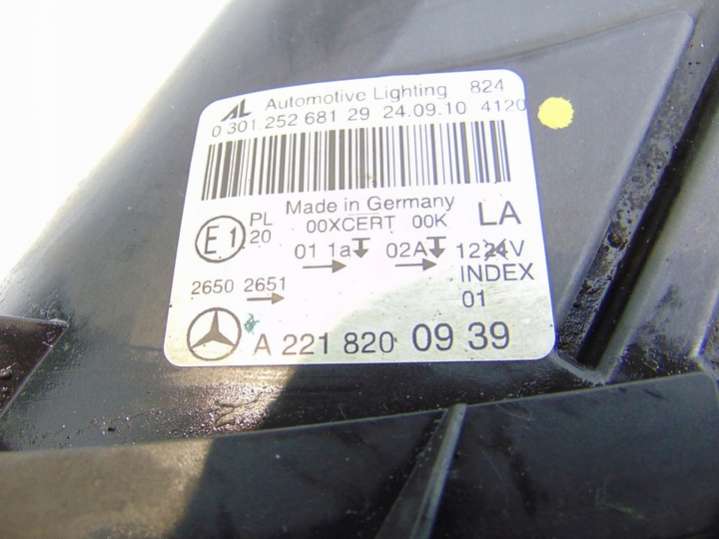 AL Automotive Lighting 824
0 301.252 681 29 24.09.10 4120
Made in Germany
E1 PL 20 00XCERT 00K LA
01 1a 02A 1224V
2650 2651 INDEX
01
A 221 820 09 39